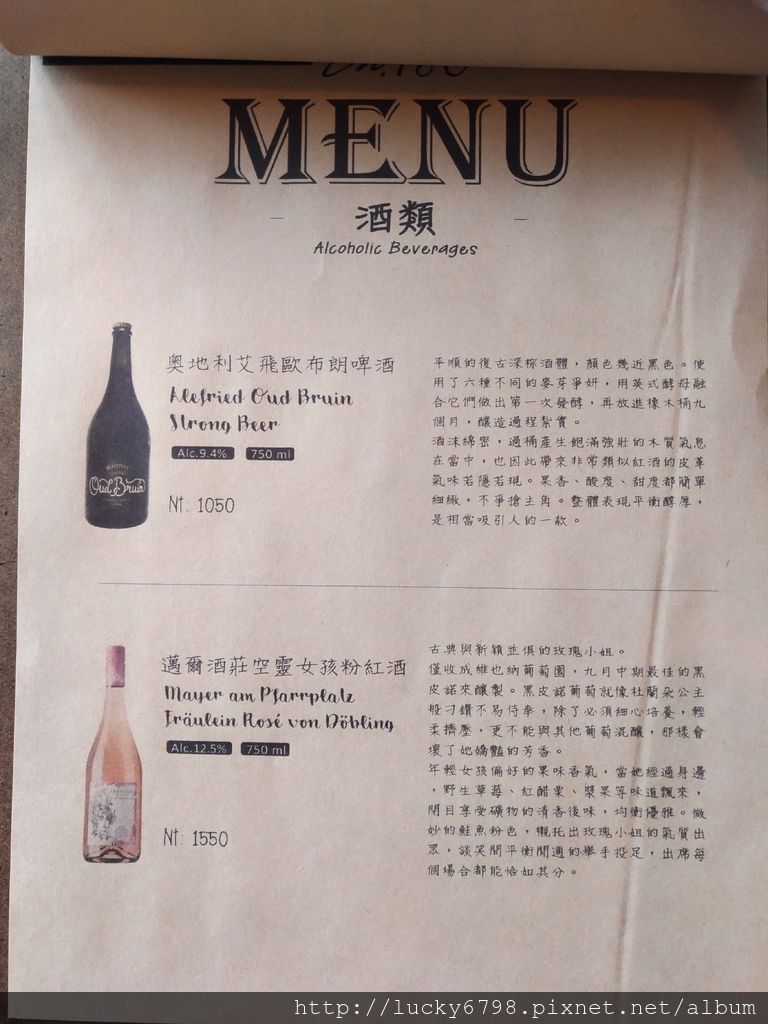 MENU
酒類
Alcoholic Beverages
奧地利艾飛歐布朗啤酒
Alefried Oud Bruin
Strong Beer
Alc.9.4% 750 ml
Nt: 1050
Oud Bruin
平順的復古深棕酒體，顏色幾近黑色。使
用了六種不同的麥芽爭妍，用英式酵母融
合它們做出第一次發酵，再放進橡木桶九
個月，釀造過程紮實。
酒沫綿密，過桶產生飽滿強壯的木質氣息
在當中，也因此帶來非常類似紅酒的皮革
氣味若隱若現。果香、酸度、甜度都簡單
細緻，不爭搶主角。整體表現平衡醇厚，
是相當吸引人的一款。
邁爾酒莊空靈女孩粉紅酒
Mayer am Pfarrplatz
Fräulein Rosé von Döbling
Alc.12.5% 750 ml
Nt: 1550
古典與新穎並俱的玫瑰小姐。
僅收成維也納葡萄園，九月中期最佳的黑
皮諾來釀製。黑皮諾葡萄就像杜蘭朵公主
般刁鑽不易侍奉，除了必須細心培養，輕
柔擠壓，更不能與其他葡萄混釀，那樣會
壞了她嬌豔的芳香。
年輕女孩偏好的果味香氣，當她經過身邊
，野生草莓、紅醋栗、漿果等味道飄來，
閉目享受礦物的清香後味，均衡優雅。微
妙的鮭魚粉色，襯托出玫瑰小姐的氣質出
眾，談笑間平衡閒適的舉手投足，出席每
個場合都能恰如其分。
http://lucky6798.pixnet.net/album